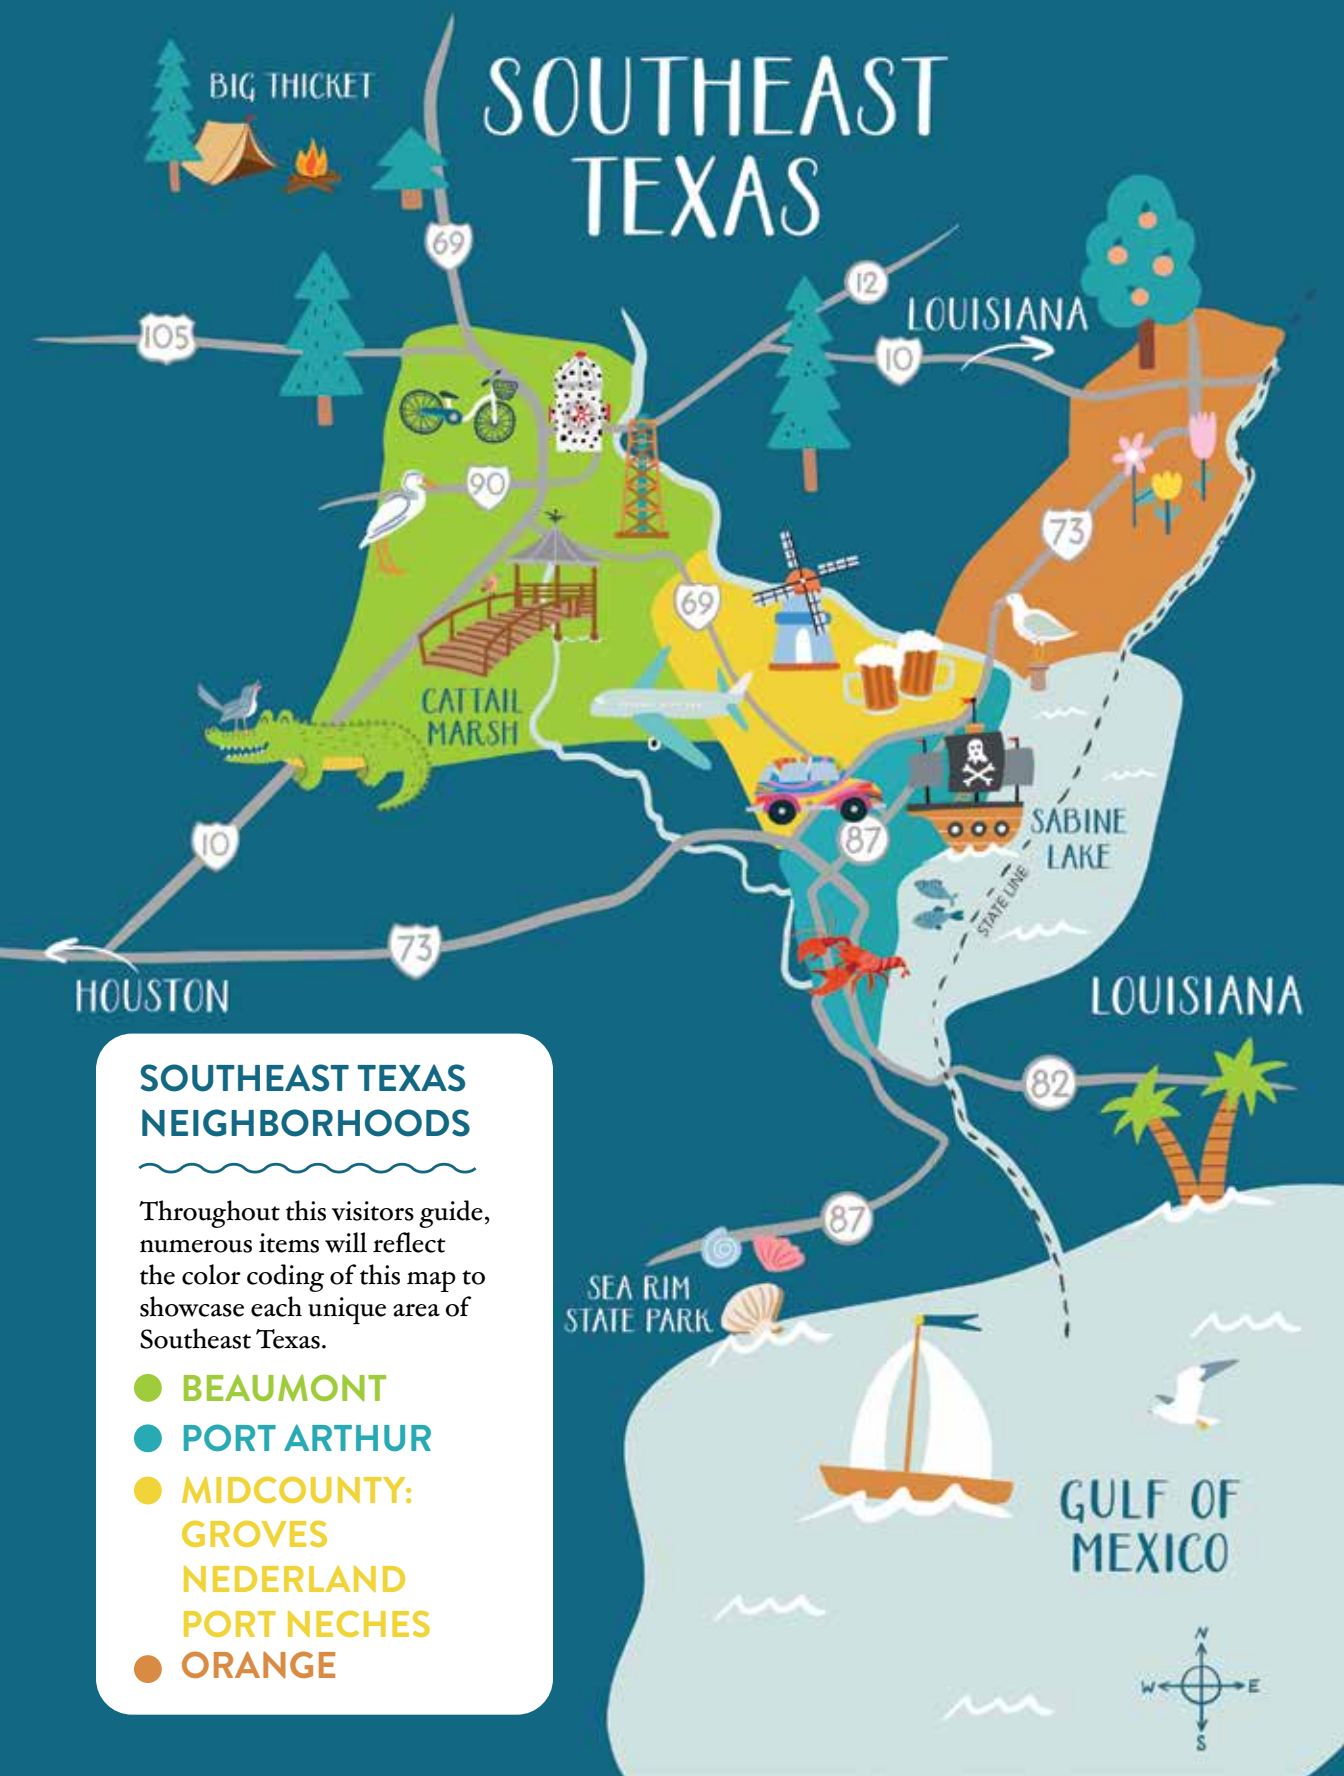 BIG THICKET
SOUTHEAST
TEXAS
69
12
LOUISIANA
105
10
90
73
69
CATTAIL
MARSH
10
87
SABINE
LAKE
STATE LINE
73
HOUSTON
LOUISIANA
82
87
SEA RIM
STATE PARK
GULF OF
MEXICO
N
W
E
S
SOUTHEAST TEXAS
NEIGHBORHOODS
Throughout this visitors guide,
numerous items will reflect
the color coding of this map to
showcase each unique area of
Southeast Texas.
BEAUMONT
PORT ARTHUR
MIDCOUNTY:
GROVES
NEDERLAND
PORT NECHES
ORANGE